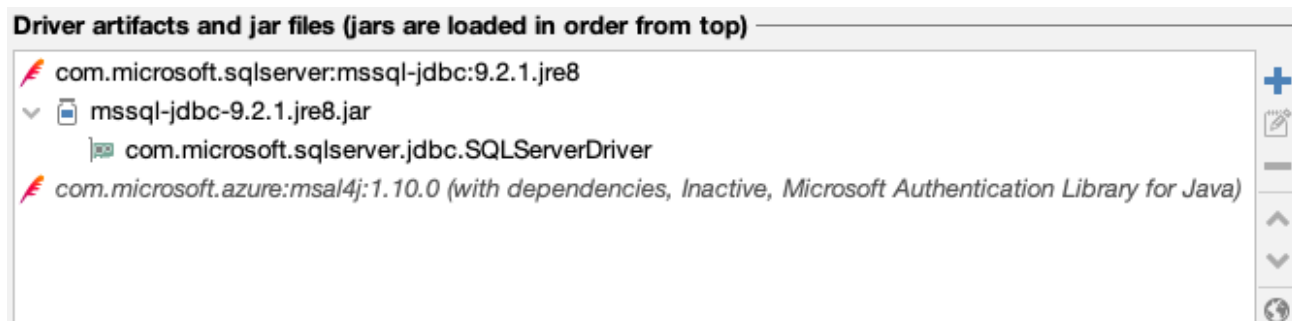 Driver artifacts and jar files (jars are loaded in order from top)
com.microsoft.sqlserver:mssql-jdbc:9.2.1.jre8
mssql-jdbc-9.2.1.jre8.jar
com.microsoft.sqlserver.jdbc.SQLServerDriver
com.microsoft.azure:msal4j:1.10.0 (with dependencies, Inactive, Microsoft Authentication Library for Java)